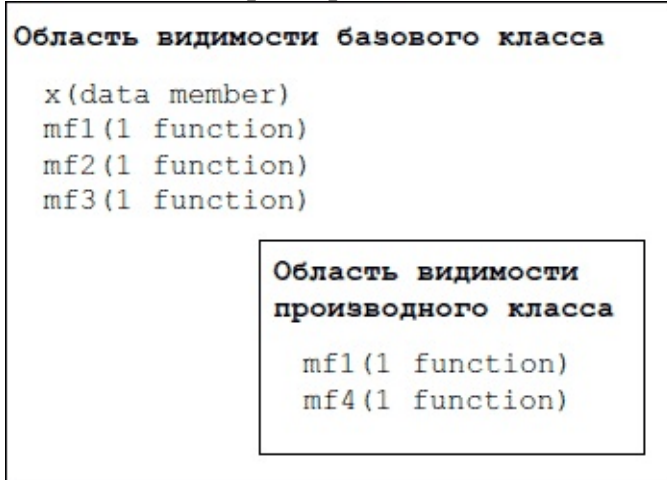 Область видимости базового класса
x(data member)
mf1(1 function)
mf2(1 function)
mf3(1 function)
Область видимости
производного класса
mf1(1 function)
mf4(1 function)